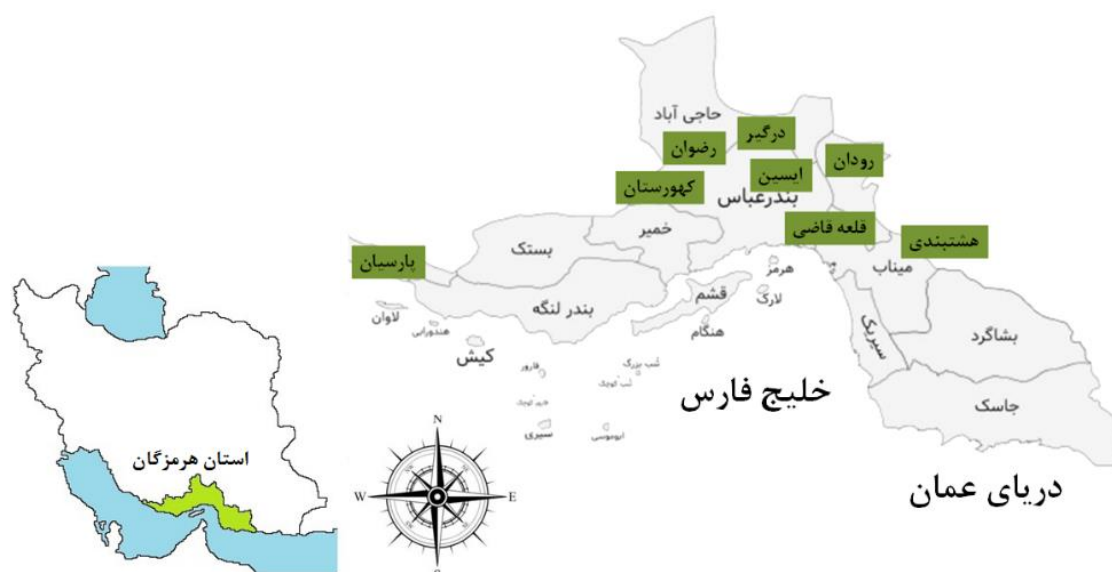 حاجی آباد
درگیر
رضوان
رودان
ایسین
کهورستان
بندرعباس
قلعه قاضی
خمیر
هشتبندی
بستک
پارسیان
میناب
هرمز
قشم
لارک
بندر لنگه
لاوان
هندورابی
هنگام
سیریک
بشاگرد
کیش
تنب بزرگ
فارور
تنب کوچک
خلیج فارس
جاسک
سیری
ابوموسی
دریای عمان
استان هرمزگان
N
W
E
S